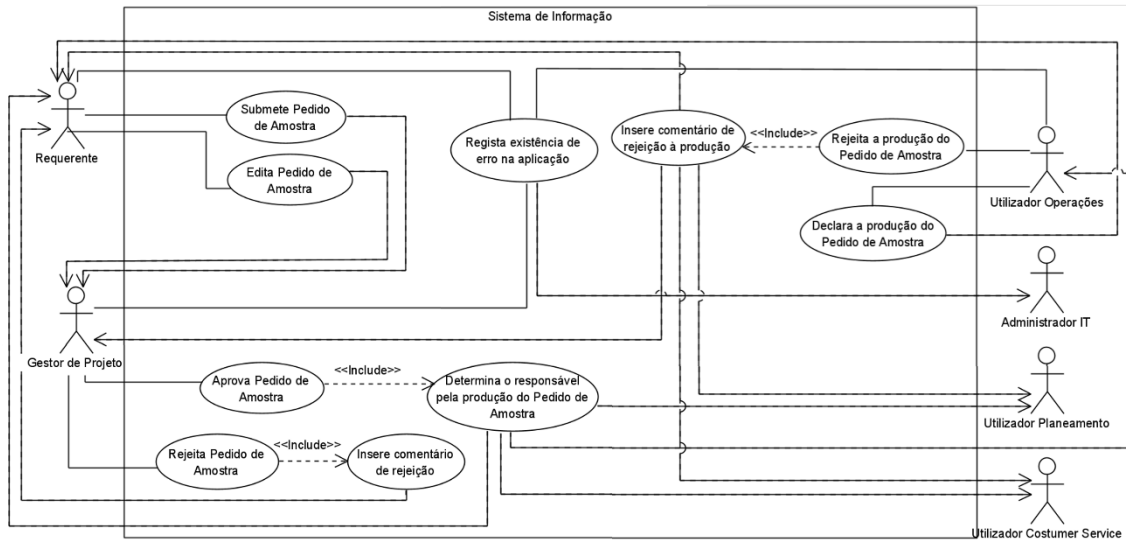 Sistema de Informação
Submete Pedido
de Amostra
Requerente
Edita Pedido de
Amostra
Regista existência de
erro na aplicação
Insere comentário de
rejeição à produção
<<Include>>
Rejeita a produção do
Pedido de Amostra
Utilizador Operações
Declara a produção do
Pedido de Amostra
Administrador IT
Gestor de Projeto
Aprova Pedido de
Amostra
<<Include>>
Determina o responsável
pela produção do Pedido de
Amostra
Utilizador Planeamento
Rejeita Pedido de
Amostra
<<Include>>
Insere comentário
de rejeição
Utilizador Costumer Service